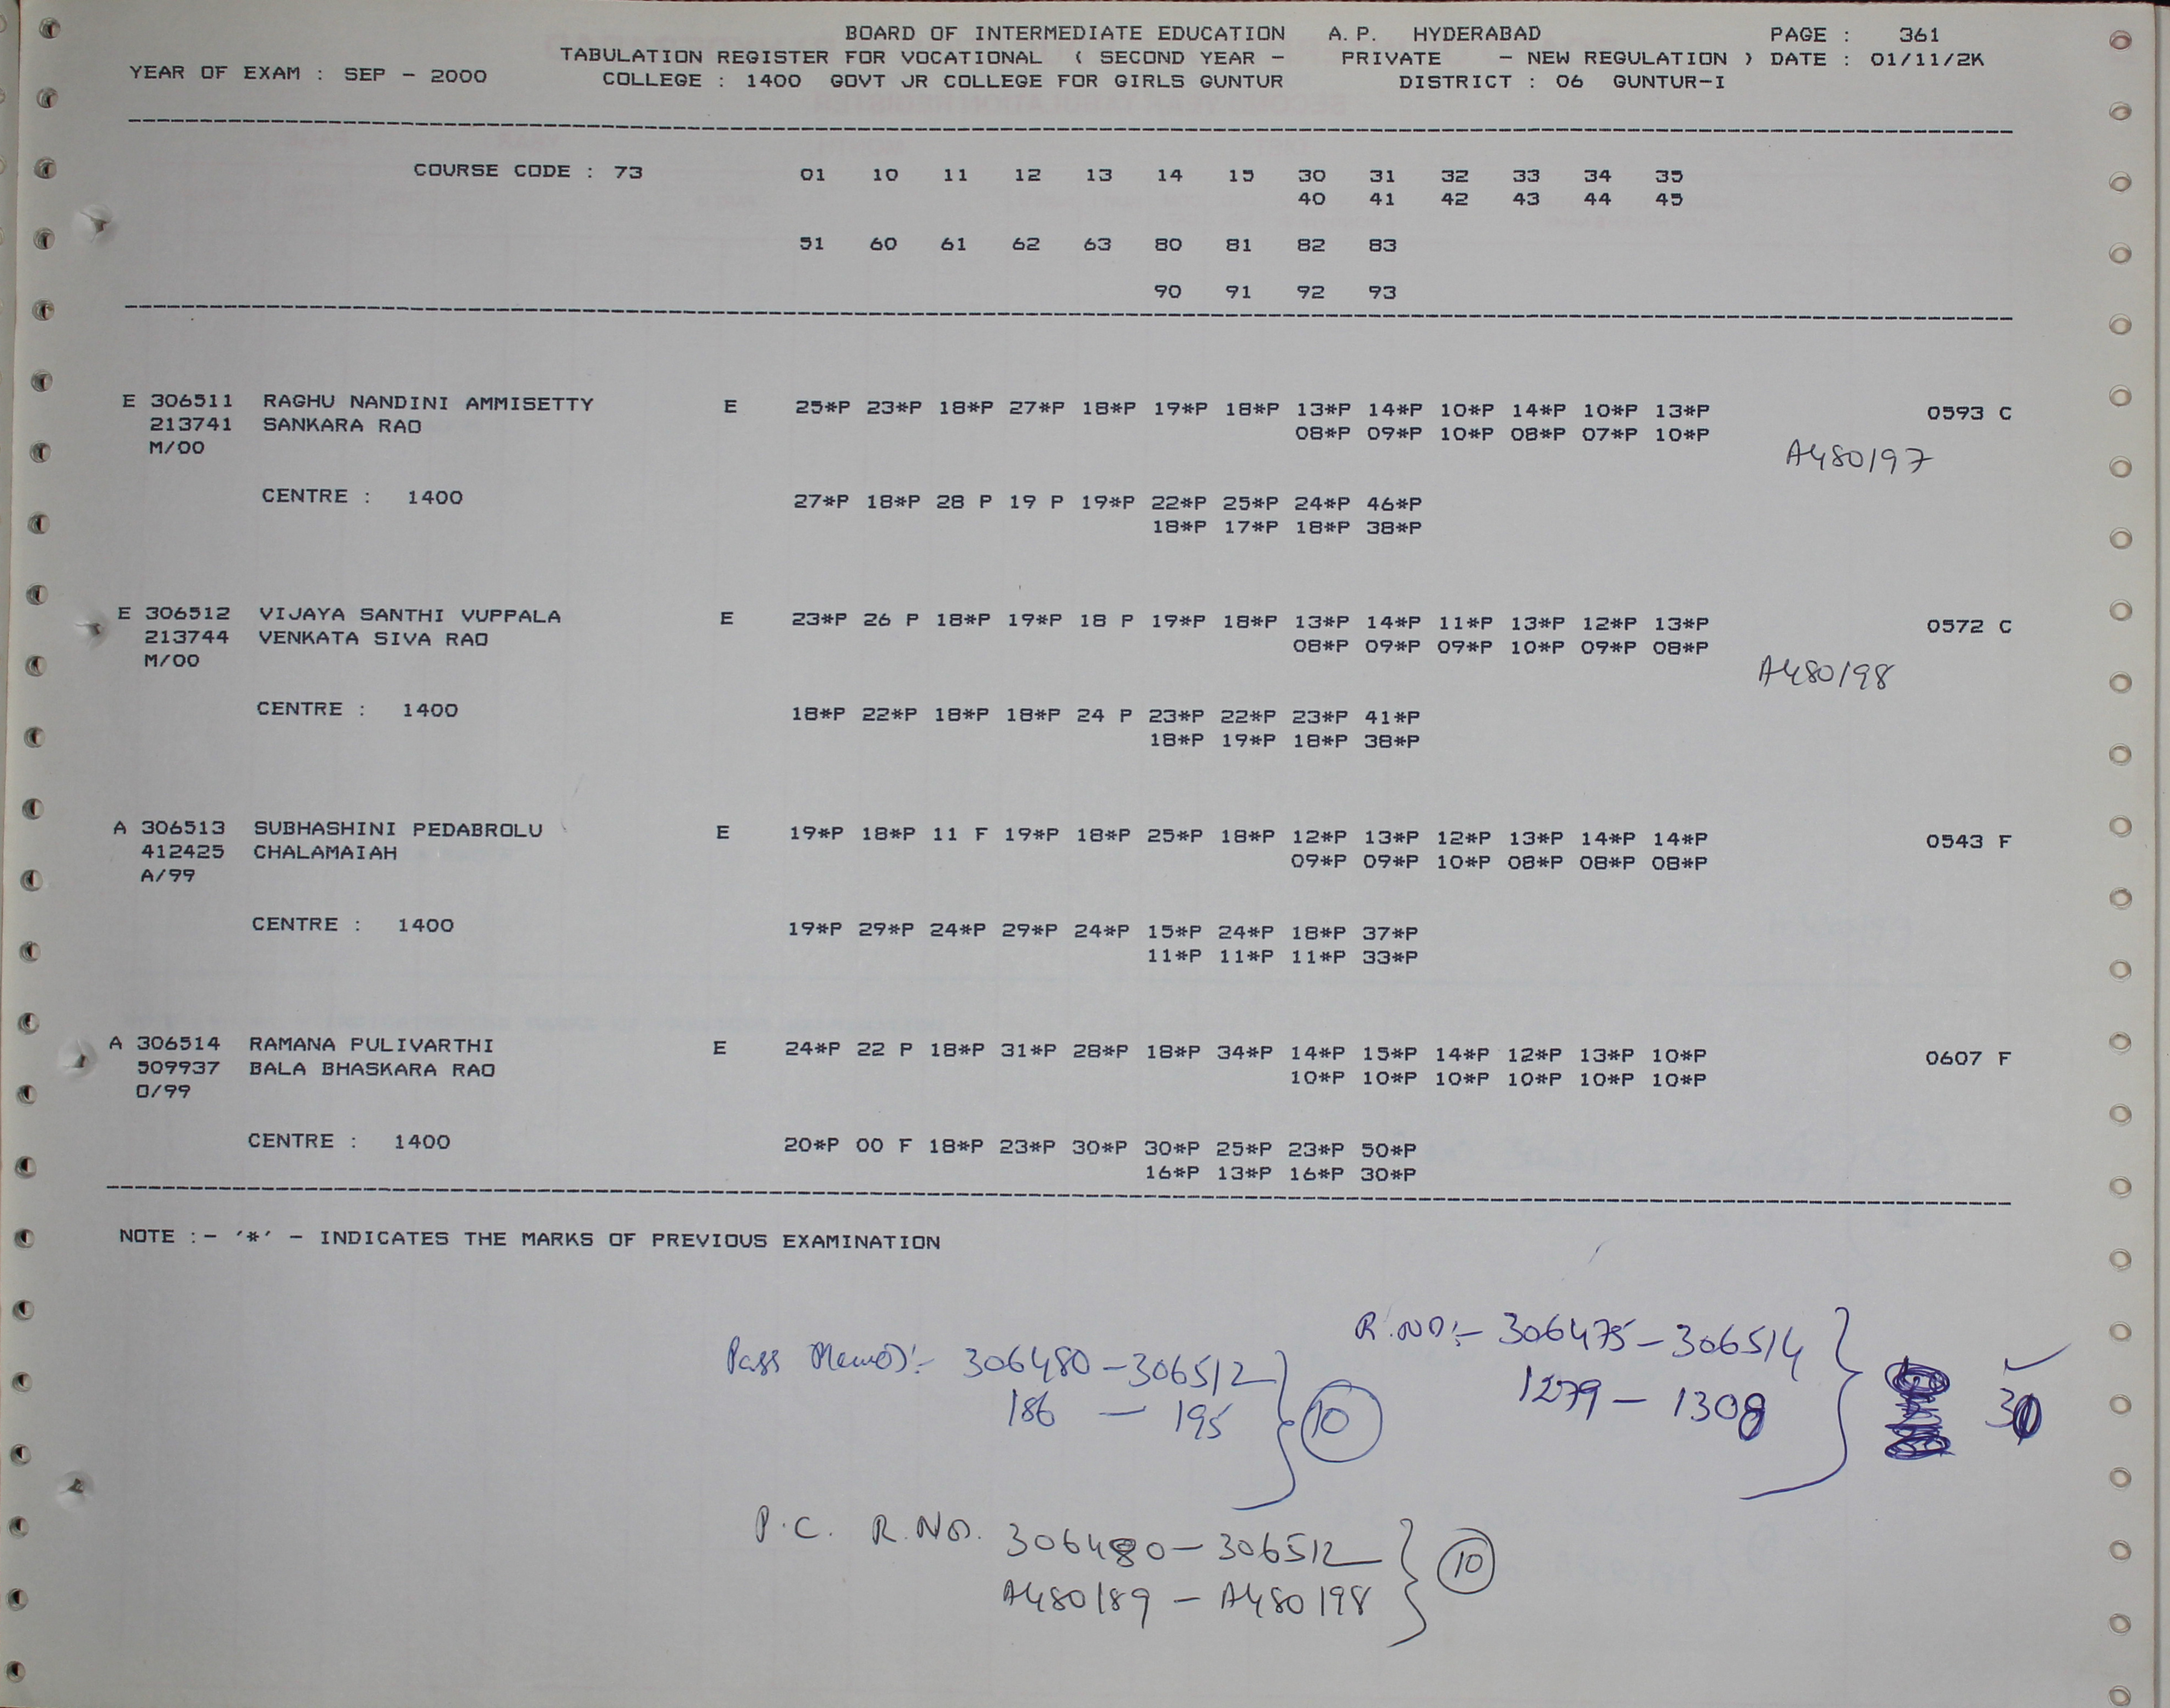 BOARD OF INTERMEDIATE EDUCATION A.P. HYDERABAD PAGE : 361
TABULATION REGISTER FOR VOCATIONAL ( SECOND YEAR - PRIVATE - NEW REGULATION ) DATE : 01/11/2K
YEAR OF EXAM : SEP - 2000 COLLEGE : 1400 GOVT JR COLLEGE FOR GIRLS GUNTUR DISTRICT : 06 GUNTUR-I
COURSE CODE : 73 01 10 11 12 13 14 15 30 31 32 33 34 35
40 41 42 43 44 45
51 60 61 62 63 80 81 82 83
90 91 92 93
E 306511 RAGHU NANDINI AMMISETTY E 25*P 23*P 18*P 27*P 18*P 19*P 18*P 13*P 14*P 10*P 14*P 10*P 13*P 0593 C
213741 SANKARA RAO 08*P 09*P 10*P 08*P 07*P 10*P
M/00 A480197
CENTRE : 1400 27*P 18*P 28 P 19 P 19*P 22*P 25*P 24*P 46*P
18*P 17*P 18*P 38*P
E 306512 VIJAYA SANTHI VUPPALA E 23*P 26 P 18*P 19*P 18 P 19*P 18*P 13*P 14*P 11*P 13*P 12*P 13*P 0572 C
213744 VENKATA SIVA RAO 08*P 09*P 09*P 10*P 09*P 08*P
M/00 A480198
CENTRE : 1400 18*P 22*P 18*P 18*P 24 P 23*P 22*P 23*P 41*P
18*P 19*P 18*P 38*P
A 306513 SUBHASHINI PEDABROLU E 19*P 18*P 11 F 19*P 18*P 25*P 18*P 12*P 13*P 12*P 13*P 14*P 14*P 0543 F
412425 CHALAMAIAH 09*P 09*P 10*P 08*P 08*P 08*P
A/99
CENTRE : 1400 19*P 29*P 24*P 29*P 24*P 15*P 24*P 18*P 37*P
11*P 11*P 11*P 33*P
A 306514 RAMANA PULIVARTHI E 24*P 22 P 18*P 31*P 28*P 18*P 34*P 14*P 15*P 14*P 12*P 13*P 10*P 0607 F
509937 BALA BHASKARA RAO 10*P 10*P 10*P 10*P 10*P 10*P
O/99
CENTRE : 1400 20*P 00 F 18*P 23*P 30*P 30*P 25*P 23*P 50*P
16*P 13*P 16*P 30*P
NOTE :- '*' - INDICATES THE MARKS OF PREVIOUS EXAMINATION
R.NO:- 306475-306514
1279 - 1308 30
Pass Memo:- 306480-306512
186 - 195 10
P.C. R.NO. 306480-306512
A480189 - A480198 10